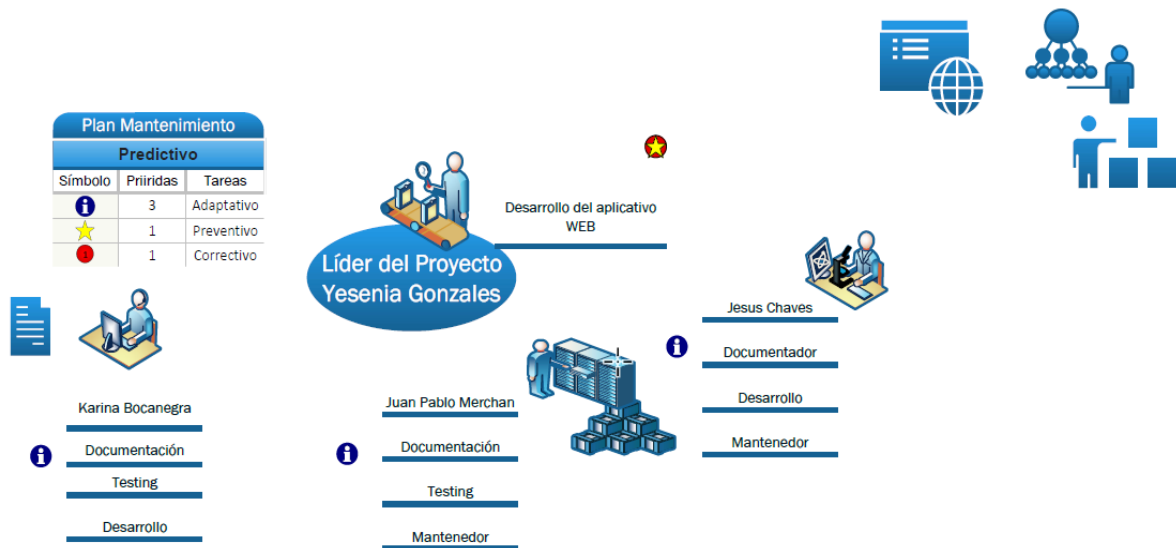 Plan Mantenimiento
Predictivo
Símbolo Priiridas Tareas
3 Adaptativo
1 Preventivo
1 Correctivo
Desarrollo del aplicativo
WEB
Líder del Proyecto
Yesenia Gonzales
Karina Bocanegra
Documentación
Testing
Desarrollo
Juan Pablo Merchan
Documentación
Testing
Mantenedor
Jesus Chaves
Documentador
Desarrollo
Mantenedor